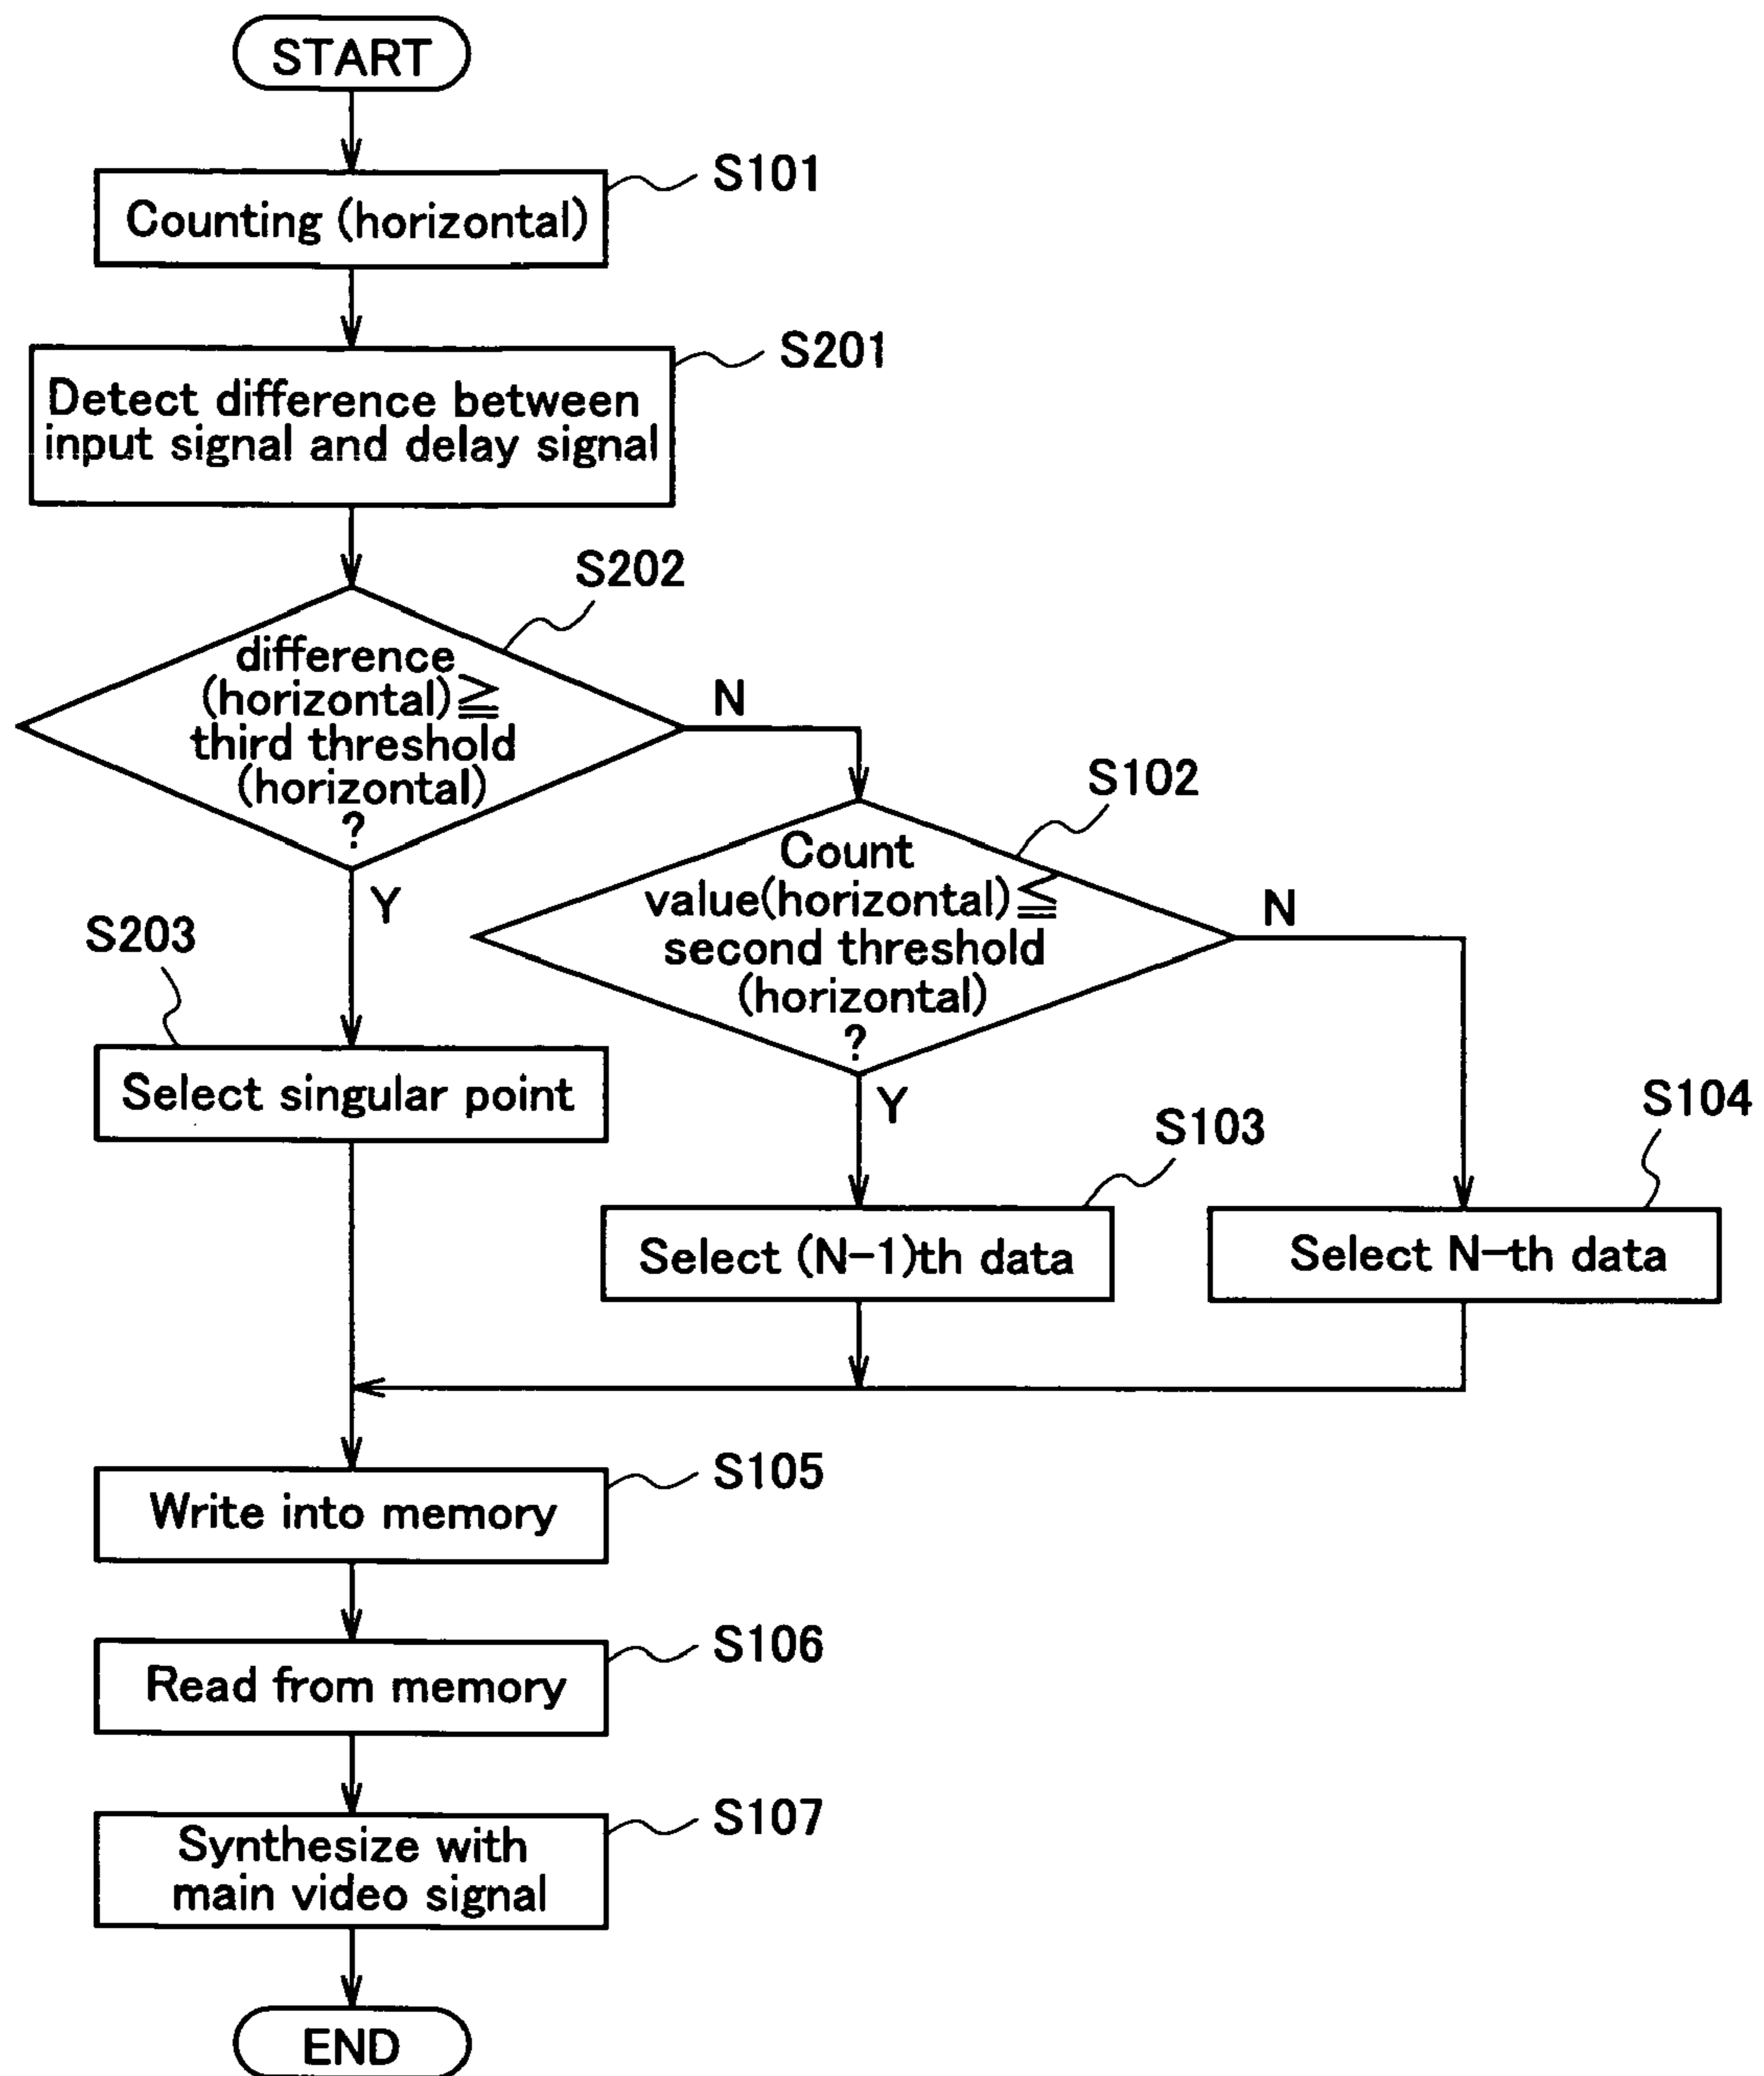 START
S101
Counting (horizontal)
S201
Detect difference between
input signal and delay signal
S202
difference
(horizontal)≧
third threshold
(horizontal)
?
N
Y
S102
Count
value(horizontal)≦
second threshold
(horizontal)
?
N
Y
S203
Select singular point
S103
Select (N-1)th data
S104
Select N-th data
S105
Write into memory
S106
Read from memory
S107
Synthesize with
main video signal
END